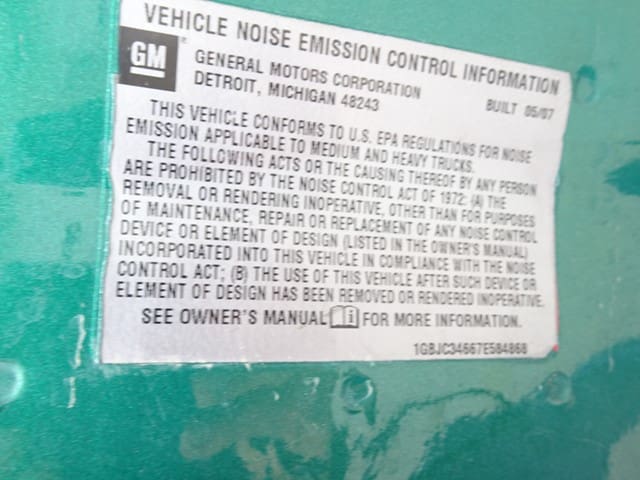 VEHICLE NOISE EMISSION CONTROL INFORMATION
GM
GENERAL MOTORS CORPORATION
DETROIT, MICHIGAN 48243
BUILT 05/07
THIS VEHICLE CONFORMS TO U.S. EPA REGULATIONS FOR NOISE
EMISSION APPLICABLE TO MEDIUM AND HEAVY TRUCKS.
THE FOLLOWING ACTS OR THE CAUSING THEREOF BY ANY PERSON
ARE PROHIBITED BY THE NOISE CONTROL ACT OF 1972: (A) THE
REMOVAL OR RENDERING INOPERATIVE, OTHER THAN FOR PURPOSES
OF MAINTENANCE, REPAIR OR REPLACEMENT OF ANY NOISE CONTROL
DEVICE OR ELEMENT OF DESIGN (LISTED IN THE OWNER'S MANUAL)
INCORPORATED INTO THIS VEHICLE IN COMPLIANCE WITH THE NOISE
CONTROL ACT; (B) THE USE OF THIS VEHICLE AFTER SUCH DEVICE OR
ELEMENT OF DESIGN HAS BEEN REMOVED OR RENDERED INOPERATIVE.
SEE OWNER'S MANUAL i FOR MORE INFORMATION.
1GBJC34667E584868